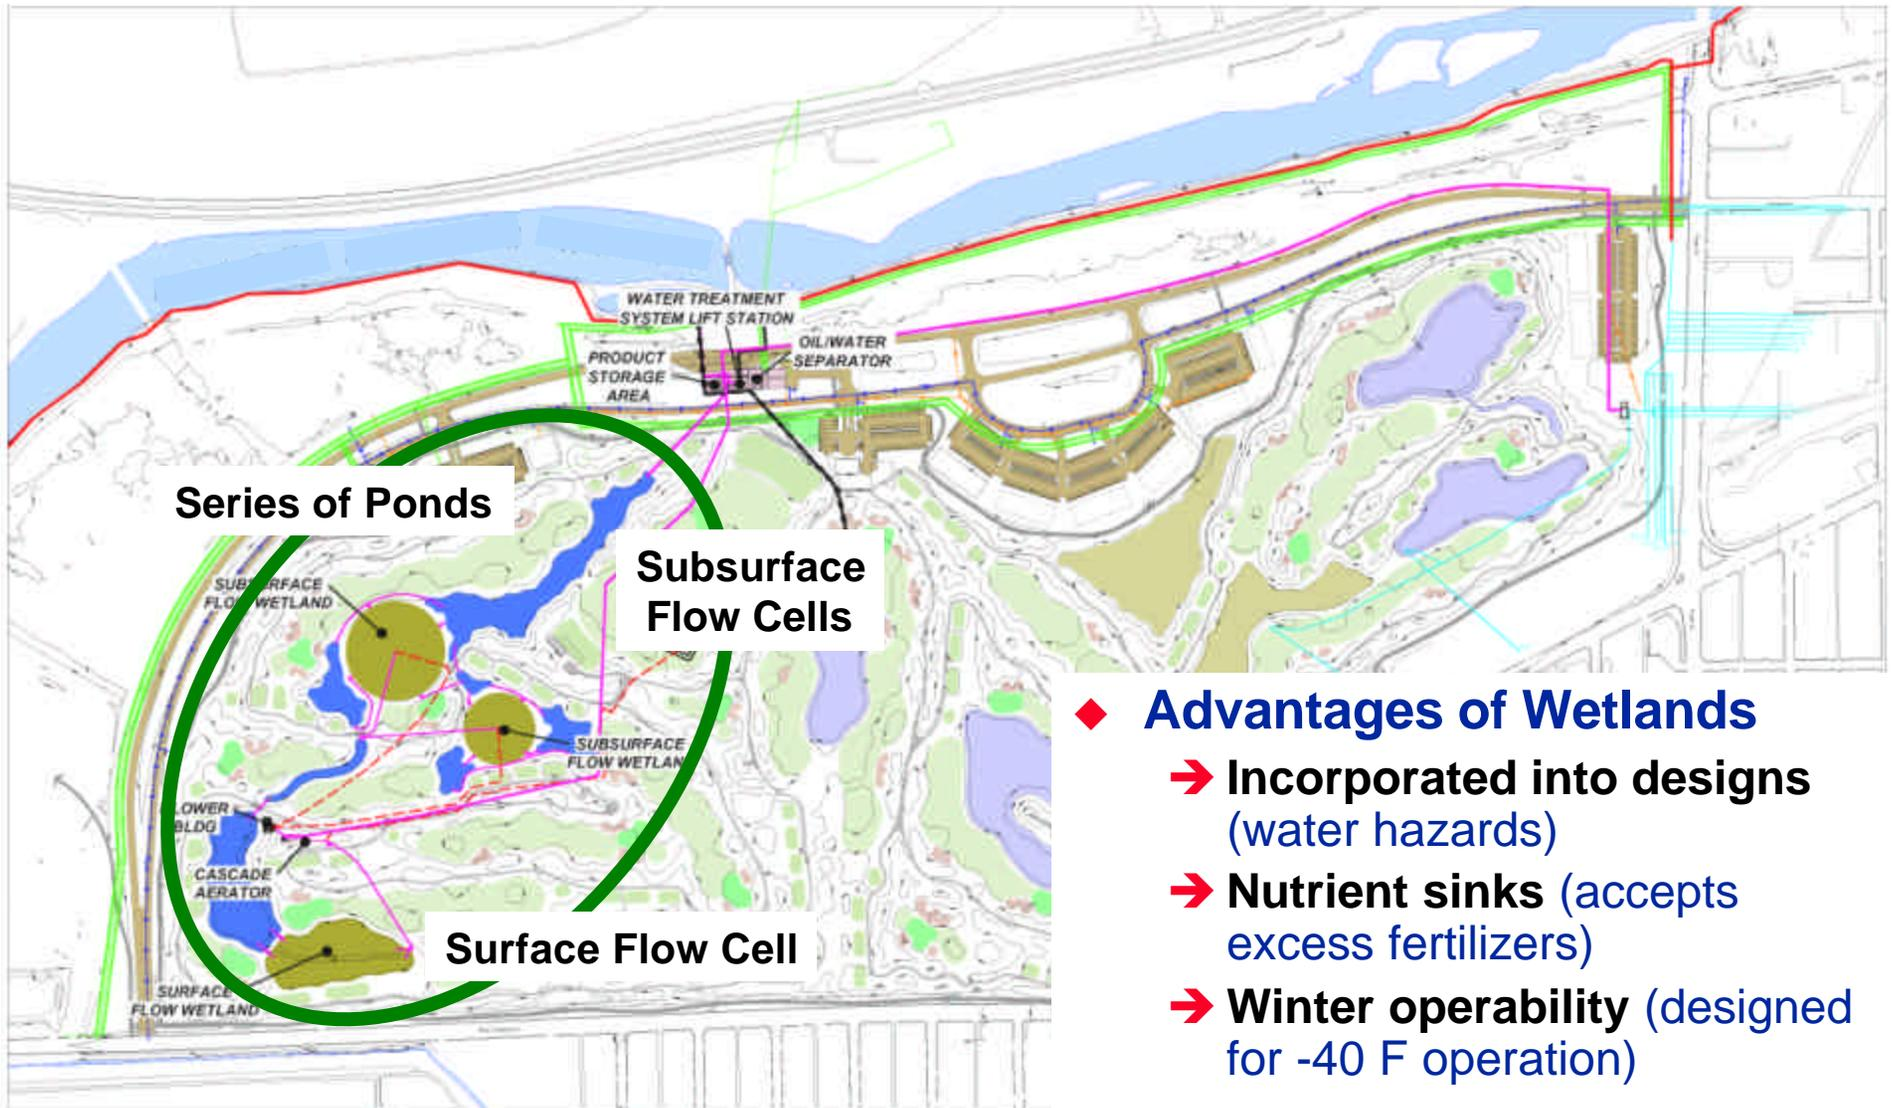 WATER TREATMENT
SYSTEM LIFT STATION
OIL/WATER
SEPARATOR
PRODUCT
STORAGE
AREA
Series of Ponds
Subsurface
Flow Cells
SUBSURFACE
FLOW WETLAND
SUBSURFACE
FLOW WETLAN
LOWER
BLDG
CASCADE
AERATOR
Surface Flow Cell
SURFACE
FLOW WETLAND
◆ Advantages of Wetlands
➔ Incorporated into designs
(water hazards)
➔ Nutrient sinks (accepts
excess fertilizers)
➔ Winter operability (designed
for -40 F operation)